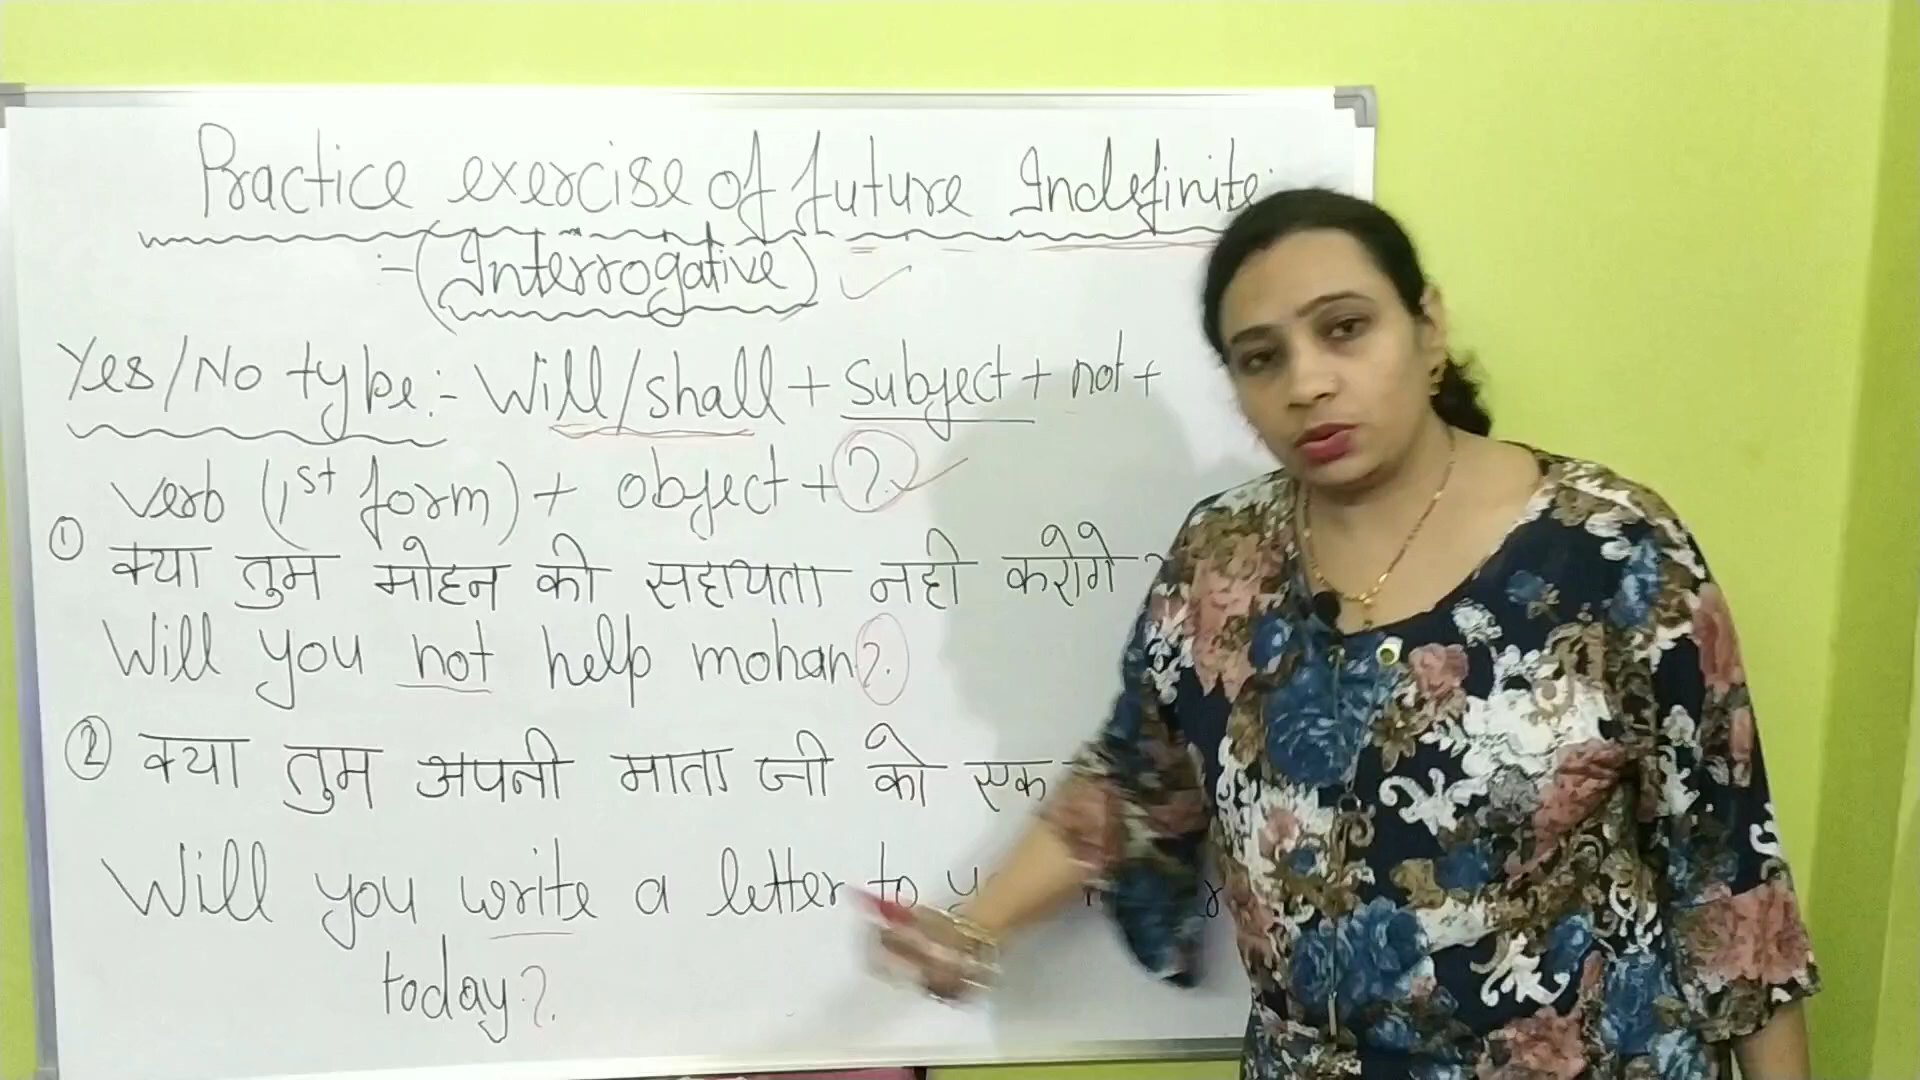 Practice exercise of future Indefinite
:-(Interrogative)
Yes/No type:- Will/shall + subject + not +
verb (1st form) + object + ?
① क्या तुम मोहन की सहायता नही करोगे ?
Will you not help mohan?
② क्या तुम अपनी माता जी को एक
Will you write a letter to
today?